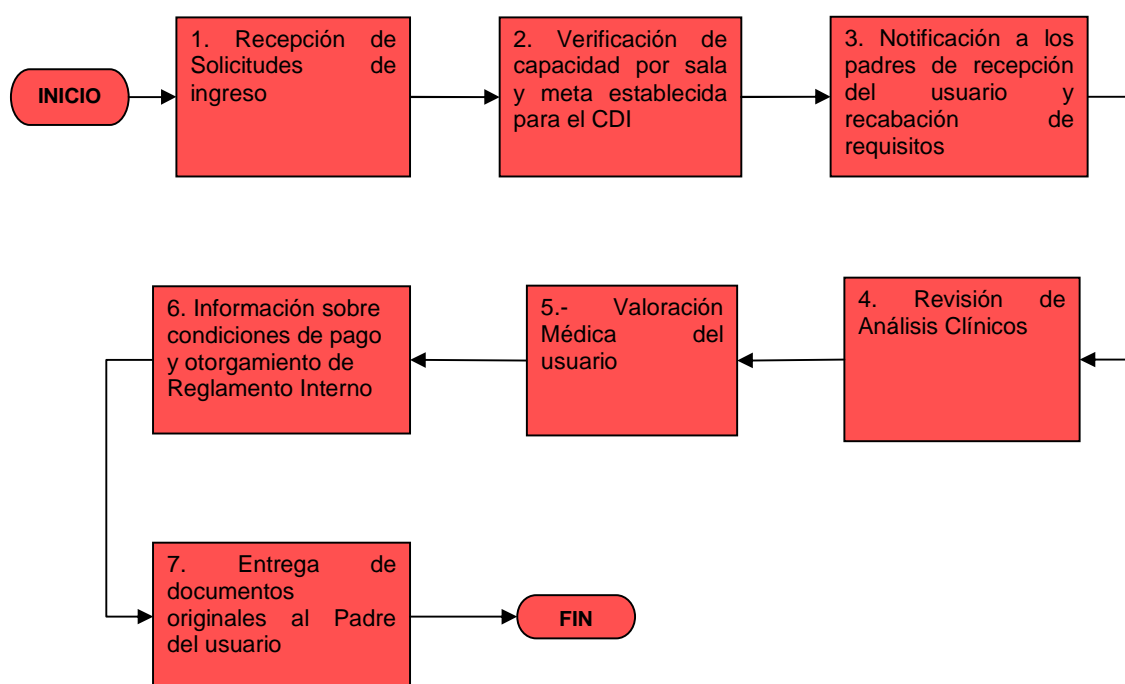 INICIO
1. Recepción de
Solicitudes de
ingreso
2. Verificación de
capacidad por sala
y meta establecida
para el CDI
3. Notificación a los
padres de recepción
del usuario y
recabación de
requisitos
4. Revisión de
Análisis Clínicos
5.- Valoración
Médica del
usuario
6. Información sobre
condiciones de pago
y otorgamiento de
Reglamento Interno
7. Entrega de
documentos
originales al Padre
del usuario
FIN